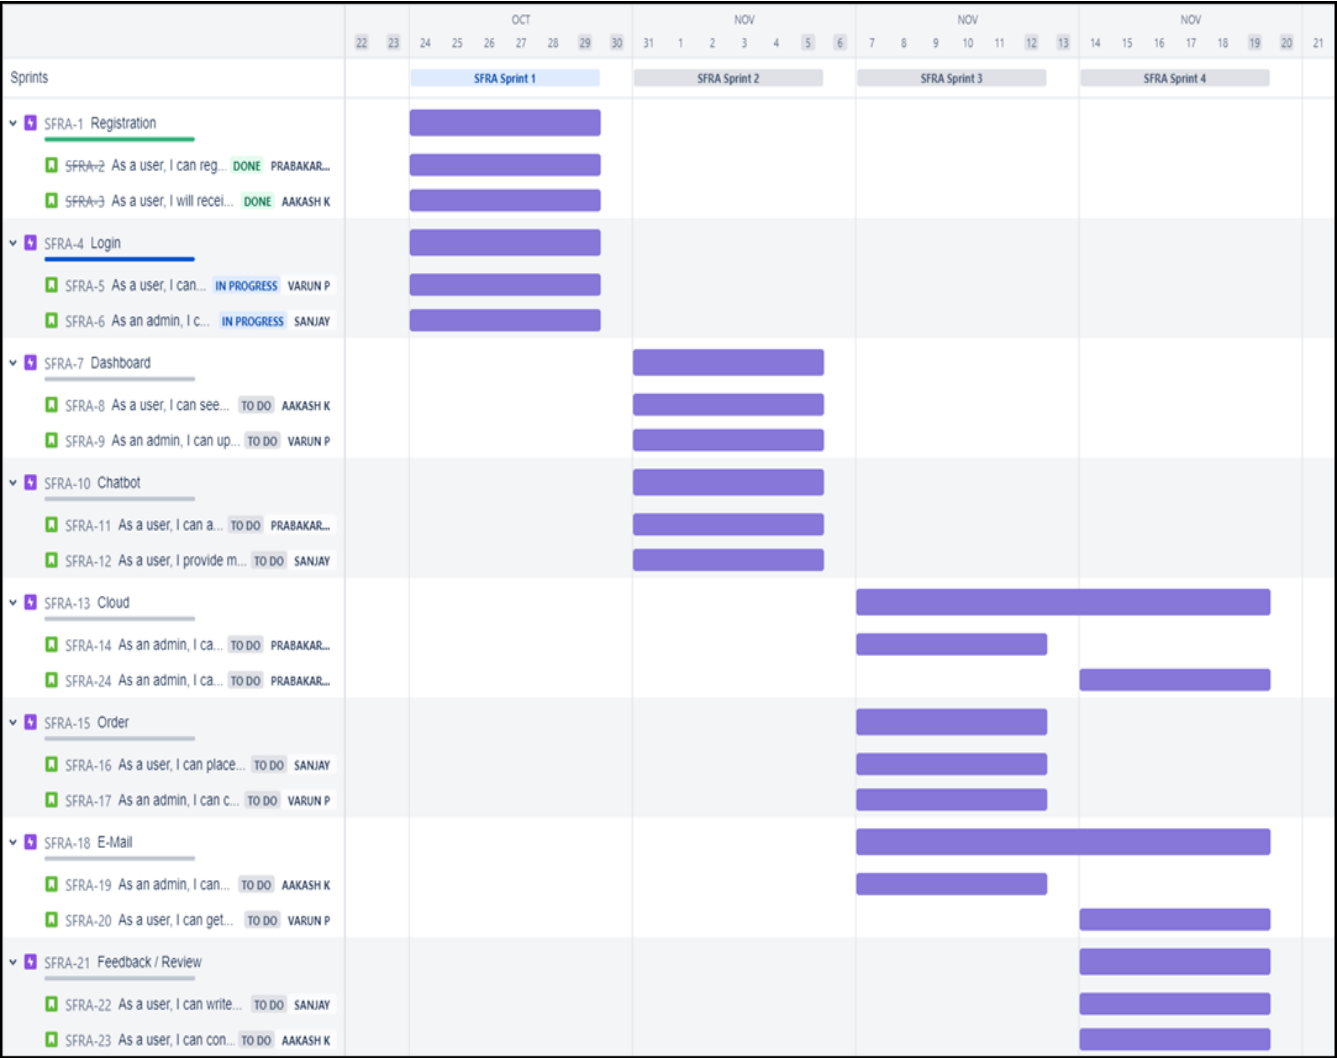 OCT NOV NOV NOV
22 23 24 25 26 27 28 29 30 31 1 2 3 4 5 6 7 8 9 10 11 12 13 14 15 16 17 18 19 20 21
Sprints SFRA Sprint 1 SFRA Sprint 2 SFRA Sprint 3 SFRA Sprint 4
SFRA-1 Registration
SFRA-2 As a user, I can reg... DONE PRABAKAR...
SFRA-3 As a user, I will recei... DONE AAKASH K
SFRA-4 Login
SFRA-5 As a user, I can... IN PROGRESS VARUN P
SFRA-6 As an admin, I c... IN PROGRESS SANJAY
SFRA-7 Dashboard
SFRA-8 As a user, I can see... TO DO AAKASH K
SFRA-9 As an admin, I can up... TO DO VARUN P
SFRA-10 Chatbot
SFRA-11 As a user, I can a... TO DO PRABAKAR...
SFRA-12 As a user, I provide m... TO DO SANJAY
SFRA-13 Cloud
SFRA-14 As an admin, I ca... TO DO PRABAKAR...
SFRA-24 As an admin, I ca... TO DO PRABAKAR...
SFRA-15 Order
SFRA-16 As a user, I can place... TO DO SANJAY
SFRA-17 As an admin, I can c... TO DO VARUN P
SFRA-18 E-Mail
SFRA-19 As an admin, I can... TO DO AAKASH K
SFRA-20 As a user, I can get... TO DO VARUN P
SFRA-21 Feedback / Review
SFRA-22 As a user, I can write... TO DO SANJAY
SFRA-23 As a user, I can con... TO DO AAKASH K